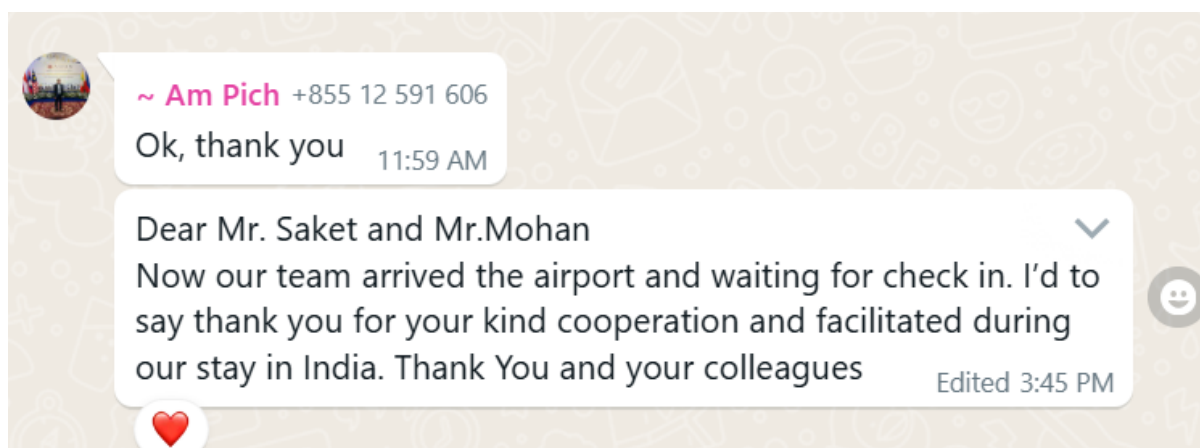 ~ Am Pich +855 12 591 606
Ok, thank you 11:59 AM
Dear Mr. Saket and Mr.Mohan
Now our team arrived the airport and waiting for check in. I’d to
say thank you for your kind cooperation and facilitated during
our stay in India. Thank You and your colleagues
Edited 3:45 PM